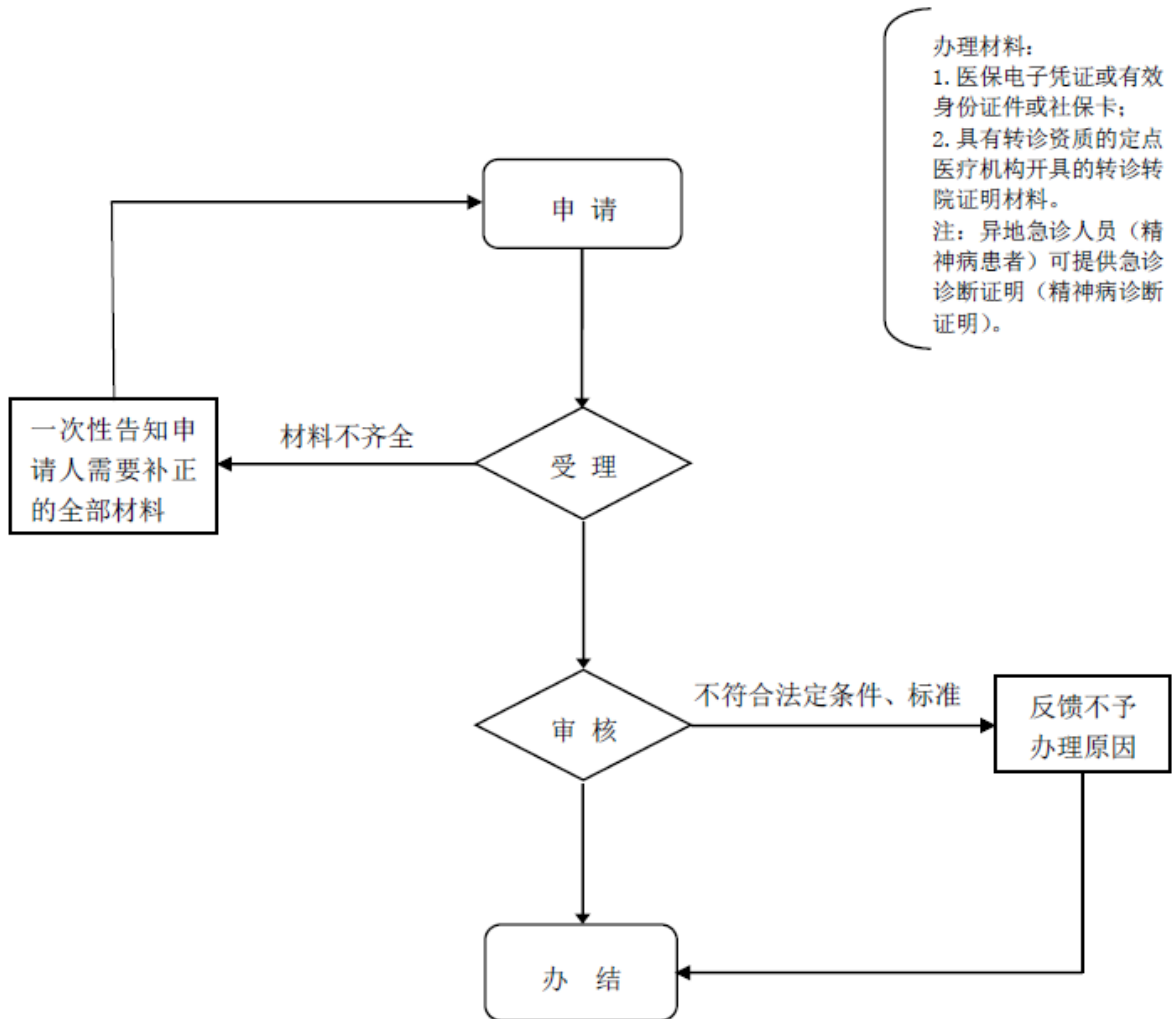 办理材料：
1.医保电子凭证或有效
身份证件或社保卡；
2.具有转诊资质的定点
医疗机构开具的转诊转
院证明材料。
注：异地急诊人员（精
神病患者）可提供急诊
诊断证明（精神病诊断
证明）。
申 请
一次性告知申
请人需要补正
的全部材料
材料不齐全
受 理
不符合法定条件、标准
审 核
反馈不予
办理原因
办 结